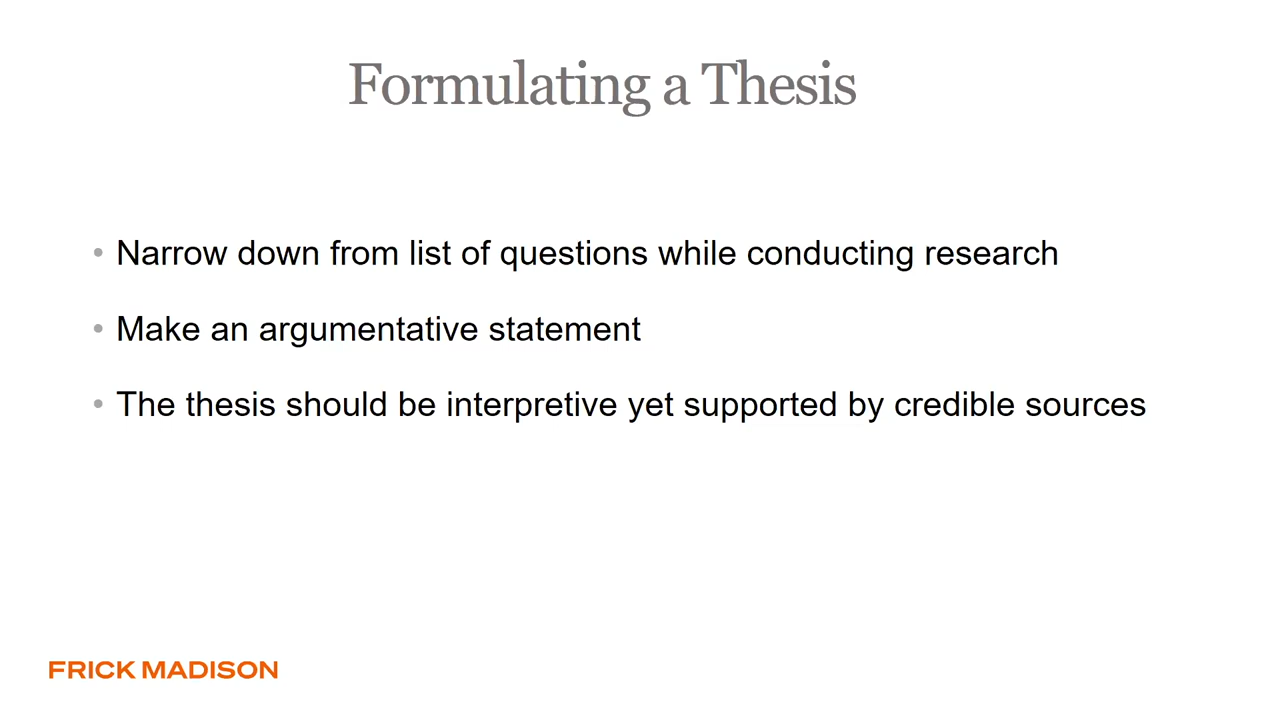 Formulating a Thesis
• Narrow down from list of questions while conducting research
• Make an argumentative statement
• The thesis should be interpretive yet supported by credible sources
FRICK MADISON